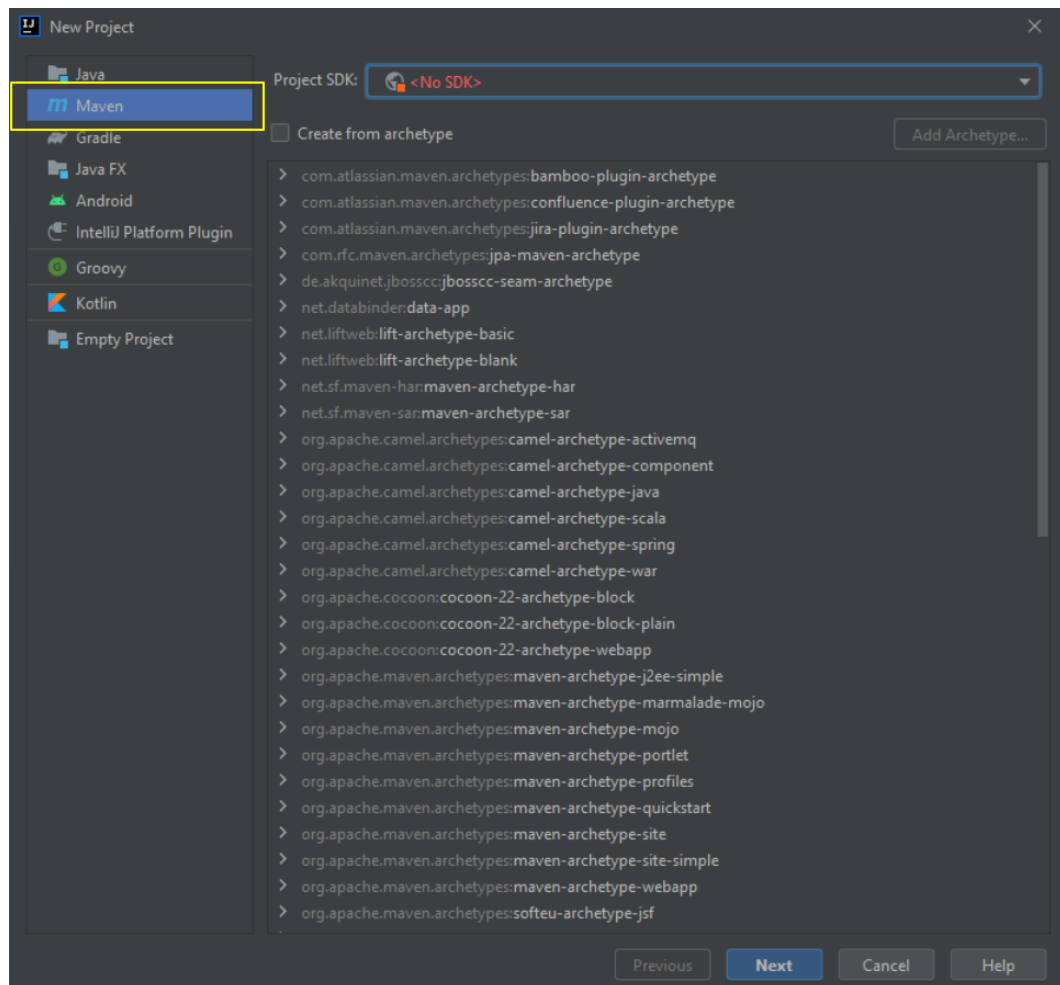 New Project
Java
Maven
Gradle
Java FX
Android
IntelliJ Platform Plugin
Groovy
Kotlin
Empty Project
Project SDK: <No SDK>
Create from archetype
Add Archetype...
com.atlassian.maven.archetypes:bamboo-plugin-archetype
com.atlassian.maven.archetypes:confluence-plugin-archetype
com.atlassian.maven.archetypes:jira-plugin-archetype
com.rfc.maven.archetypes:jpa-maven-archetype
de.akquinet.jbosscc:jbosscc-seam-archetype
net.databinder:data-app
net.liftweb:lift-archetype-basic
net.liftweb:lift-archetype-blank
net.sf.maven-har:maven-archetype-har
net.sf.maven-sar:maven-archetype-sar
org.apache.camel.archetypes:camel-archetype-activemq
org.apache.camel.archetypes:camel-archetype-component
org.apache.camel.archetypes:camel-archetype-java
org.apache.camel.archetypes:camel-archetype-scala
org.apache.camel.archetypes:camel-archetype-spring
org.apache.camel.archetypes:camel-archetype-war
org.apache.cocoon:cocoon-22-archetype-block
org.apache.cocoon:cocoon-22-archetype-block-plain
org.apache.cocoon:cocoon-22-archetype-webapp
org.apache.maven.archetypes:maven-archetype-j2ee-simple
org.apache.maven.archetypes:maven-archetype-marmalade-mojo
org.apache.maven.archetypes:maven-archetype-mojo
org.apache.maven.archetypes:maven-archetype-portlet
org.apache.maven.archetypes:maven-archetype-profiles
org.apache.maven.archetypes:maven-archetype-quickstart
org.apache.maven.archetypes:maven-archetype-site
org.apache.maven.archetypes:maven-archetype-site-simple
org.apache.maven.archetypes:maven-archetype-webapp
org.apache.maven.archetypes:softeu-archetype-jsf
Previous
Next
Cancel
Help